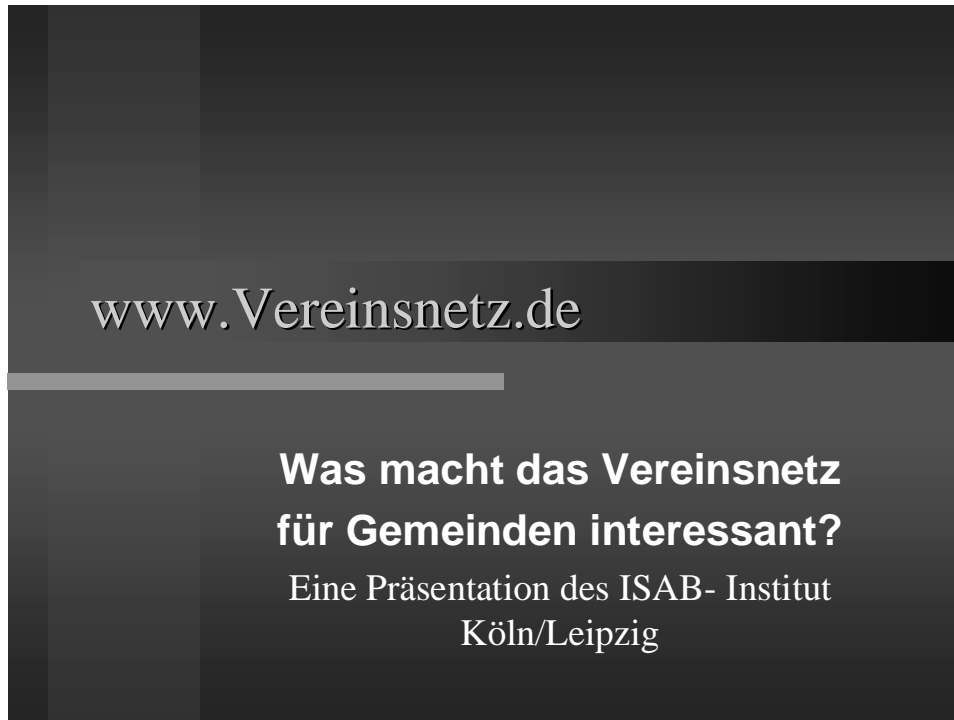 www.Vereinsnetz.de
Was macht das Vereinsnetz
für Gemeinden interessant?
Eine Präsentation des ISAB- Institut
Köln/Leipzig